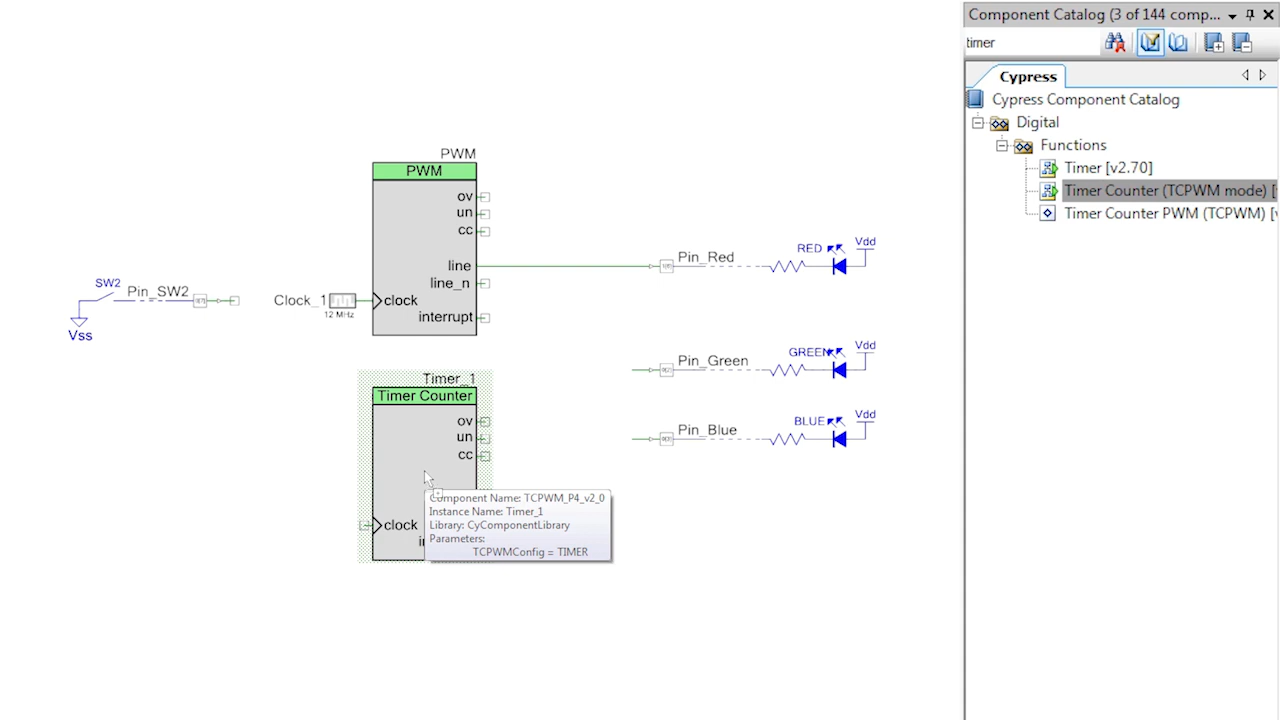 Component Catalog (3 of 144 comp...
timer
Cypress
Cypress Component Catalog
Digital
Functions
Timer [v2.70]
Timer Counter (TCPWM mode) [
Timer Counter PWM (TCPWM) [
PWM
PWM
ov
un
cc
line
line_n
interrupt
clock
Clock_1
12 MHz
SW2
Pin_SW2
Vss
Pin_Red
RED
Vdd
Pin_Green
GREEN
Vdd
Pin_Blue
BLUE
Vdd
Timer_1
Timer Counter
ov
un
cc
clock
Component Name: TCPWM_P4_v2_0
Instance Name: Timer_1
Library: CyComponentLibrary
Parameters:
TCPWMConfig = TIMER